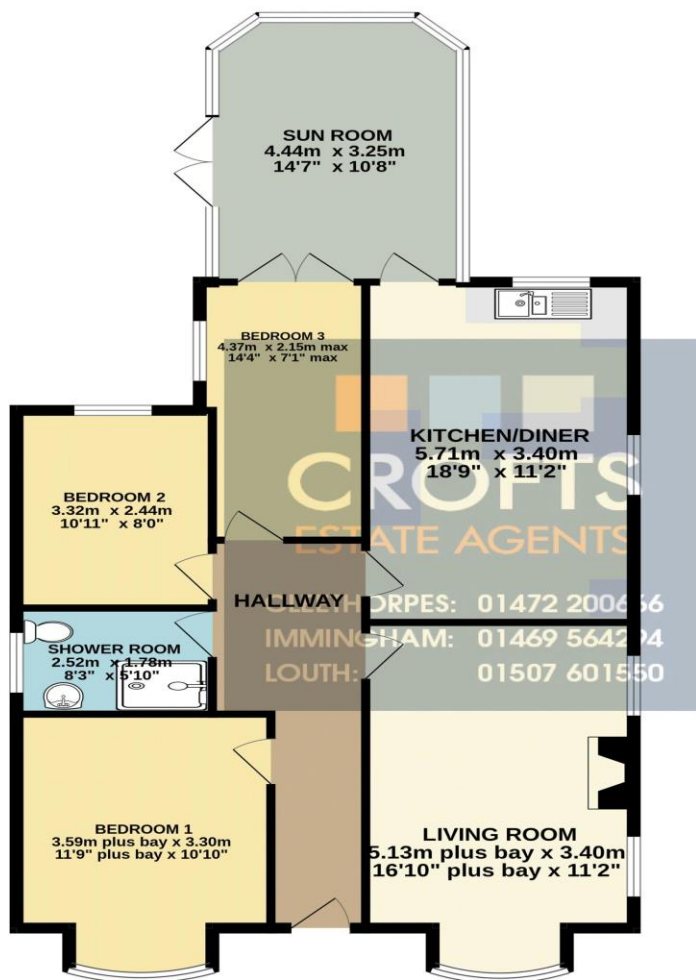 SUN ROOM
4.44m x 3.25m
14'7" x 10'8"
BEDROOM 3
4.37m x 2.15m max
14'4" x 7'1" max
KITCHEN/DINER
5.71m x 3.40m
18'9" x 11'2"
BEDROOM 2
3.32m x 2.44m
10'11" x 8'0"
CROFTS
ESTATE AGENTS
HALLWAY
CLEETHORPES: 01472 200666
IMMINGHAM: 01469 564294
LOUTH: 01507 601550
SHOWER ROOM
2.52m x 1.78m
8'3" x 5'10"
BEDROOM 1
3.59m plus bay x 3.30m
11'9" plus bay x 10'10"
LIVING ROOM
5.13m plus bay x 3.40m
16'10" plus bay x 11'2"